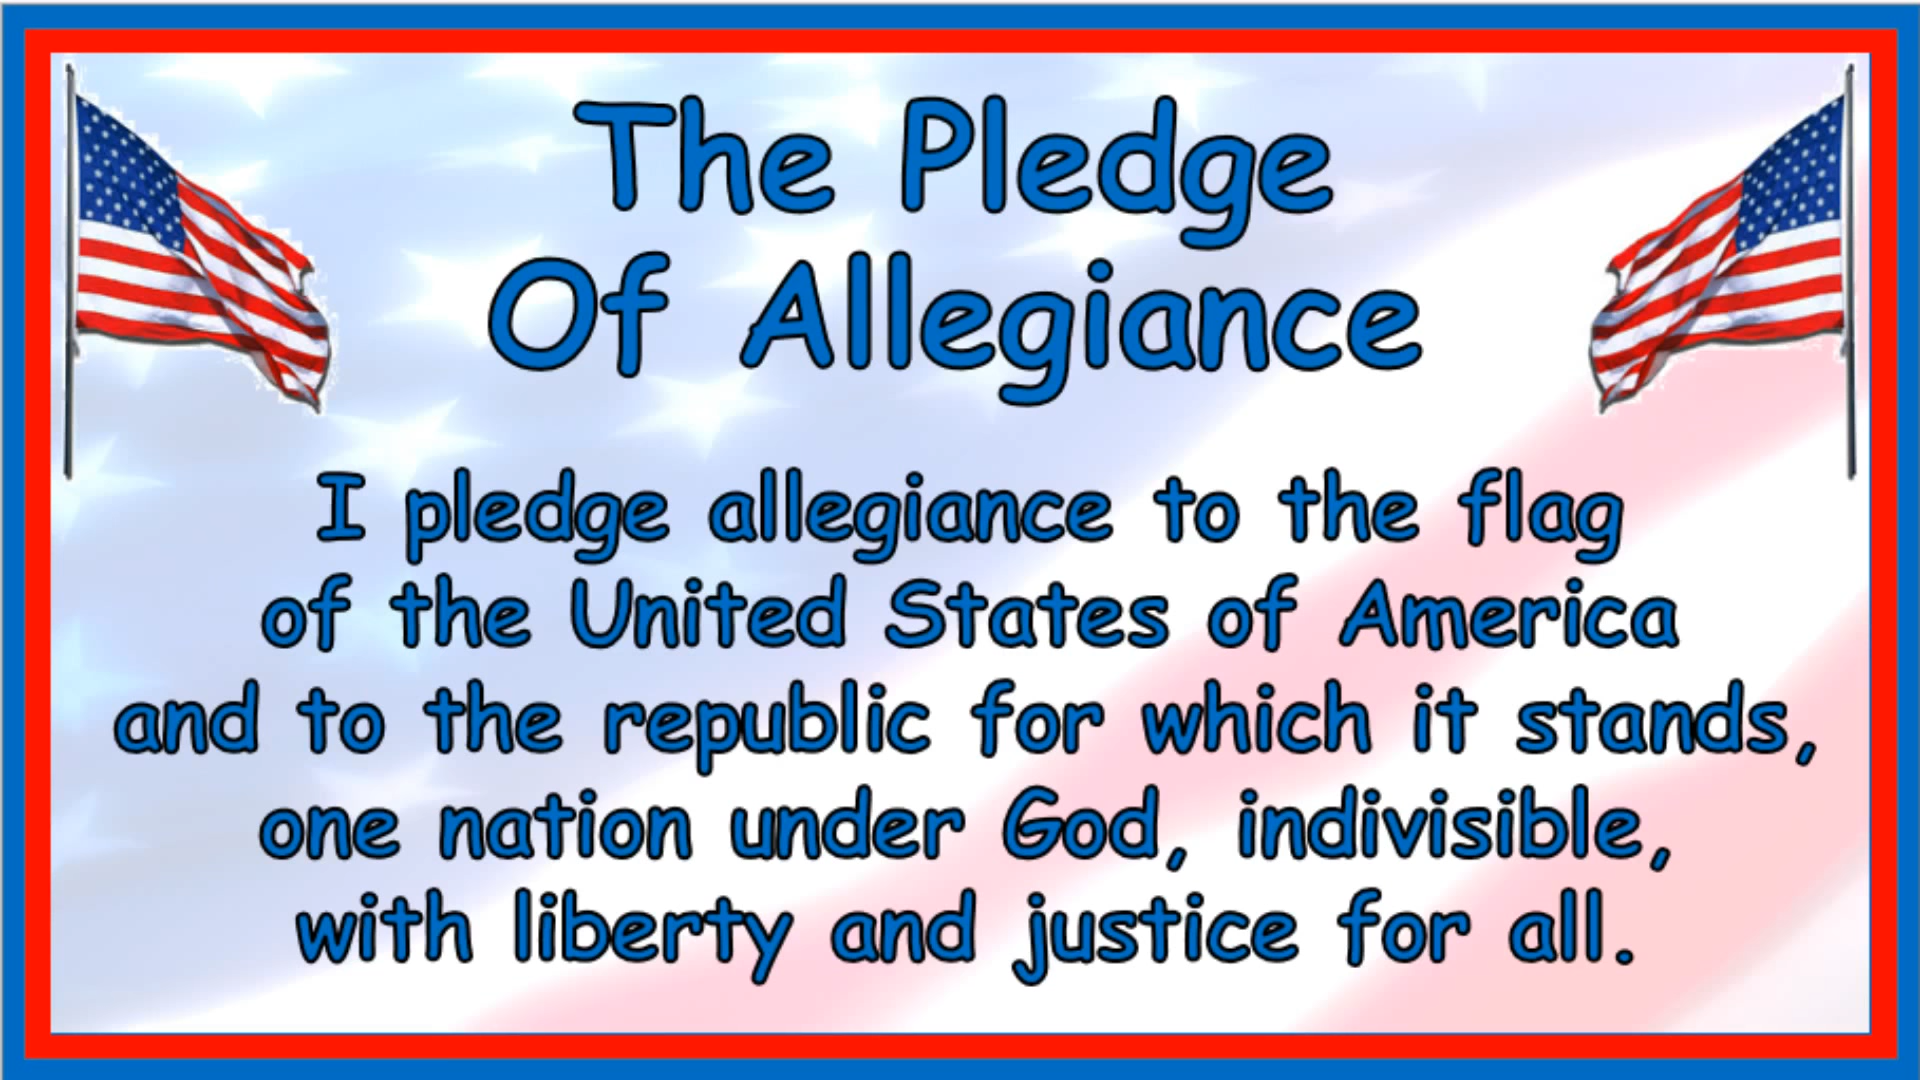 The Pledge
Of Allegiance
I pledge allegiance to the flag
of the United States of America
and to the republic for which it stands,
one nation under God, indivisible,
with liberty and justice for all.